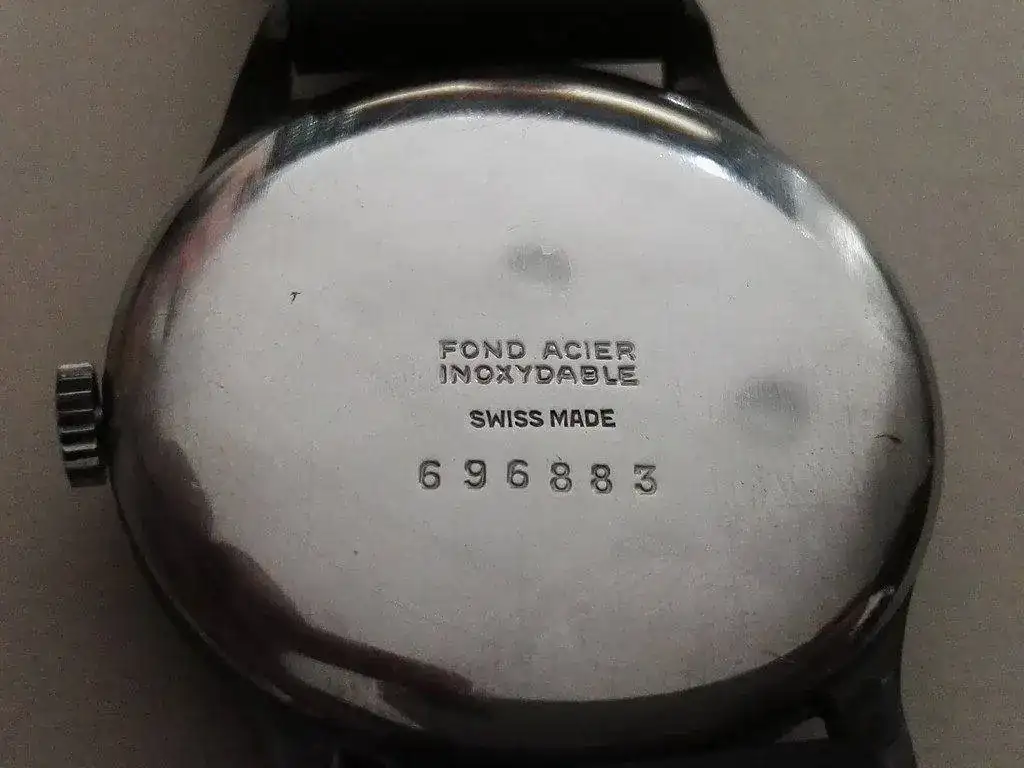 FOND ACIER
INOXYDABLE
SWISS MADE
696883